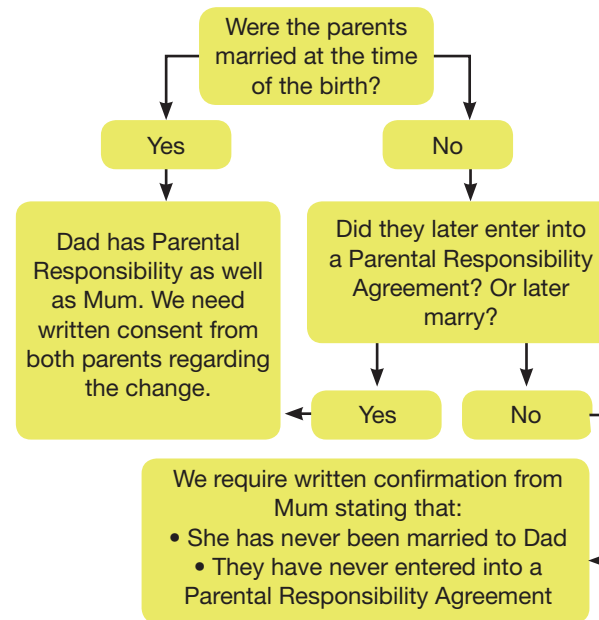 Were the parents
married at the time
of the birth?
Yes
No
Dad has Parental
Responsibility as well
as Mum. We need
written consent from
both parents regarding
the change.
Did they later enter into
a Parental Responsibility
Agreement? Or later
marry?
Yes
No
We require written confirmation from
Mum stating that:
• She has never been married to Dad
• They have never entered into a
Parental Responsibility Agreement